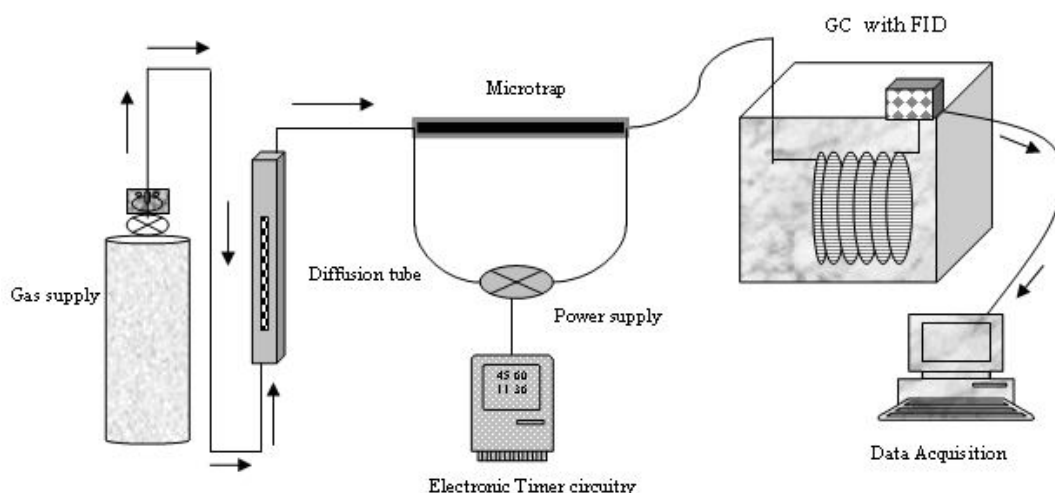 GC with FID
Microtrap
Diffusion tube
Gas supply
Power supply
45 60
11 36
Data Acquisition
Electronic Timer circuitry